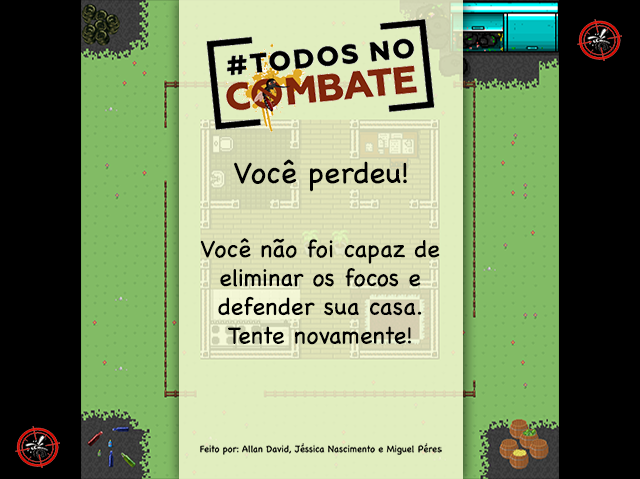 #TODOS NO
COMBATE
Você perdeu!
Você não foi capaz de
eliminar os focos e
defender sua casa.
Tente novamente!
Feito por: Allan David, Jéssica Nascimento e Miguel Péres